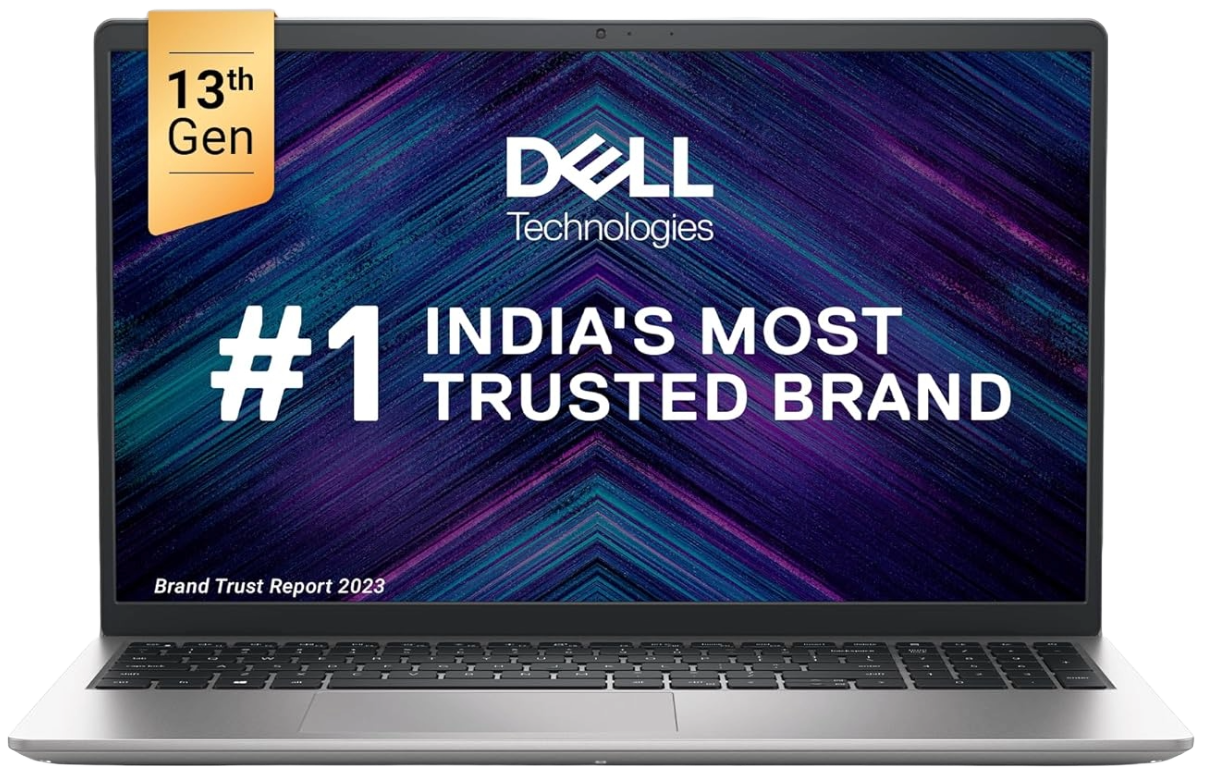 13th
Gen
DELL
Technologies
#1 INDIA'S MOST
TRUSTED BRAND
Brand Trust Report 2023